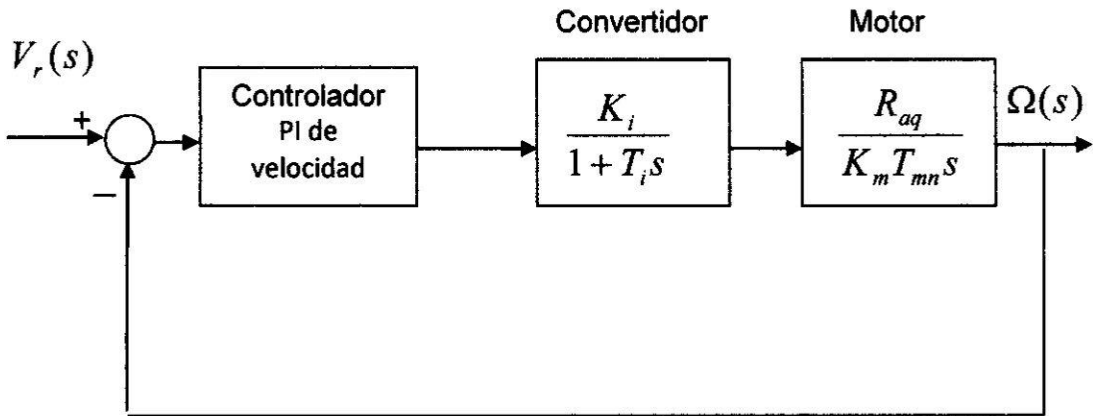 Convertidor
Motor
V_r(s)
+
−
Controlador
PI de
velocidad
K_i
1 + T_i s
R_aq
K_m T_mn s
Ω(s)